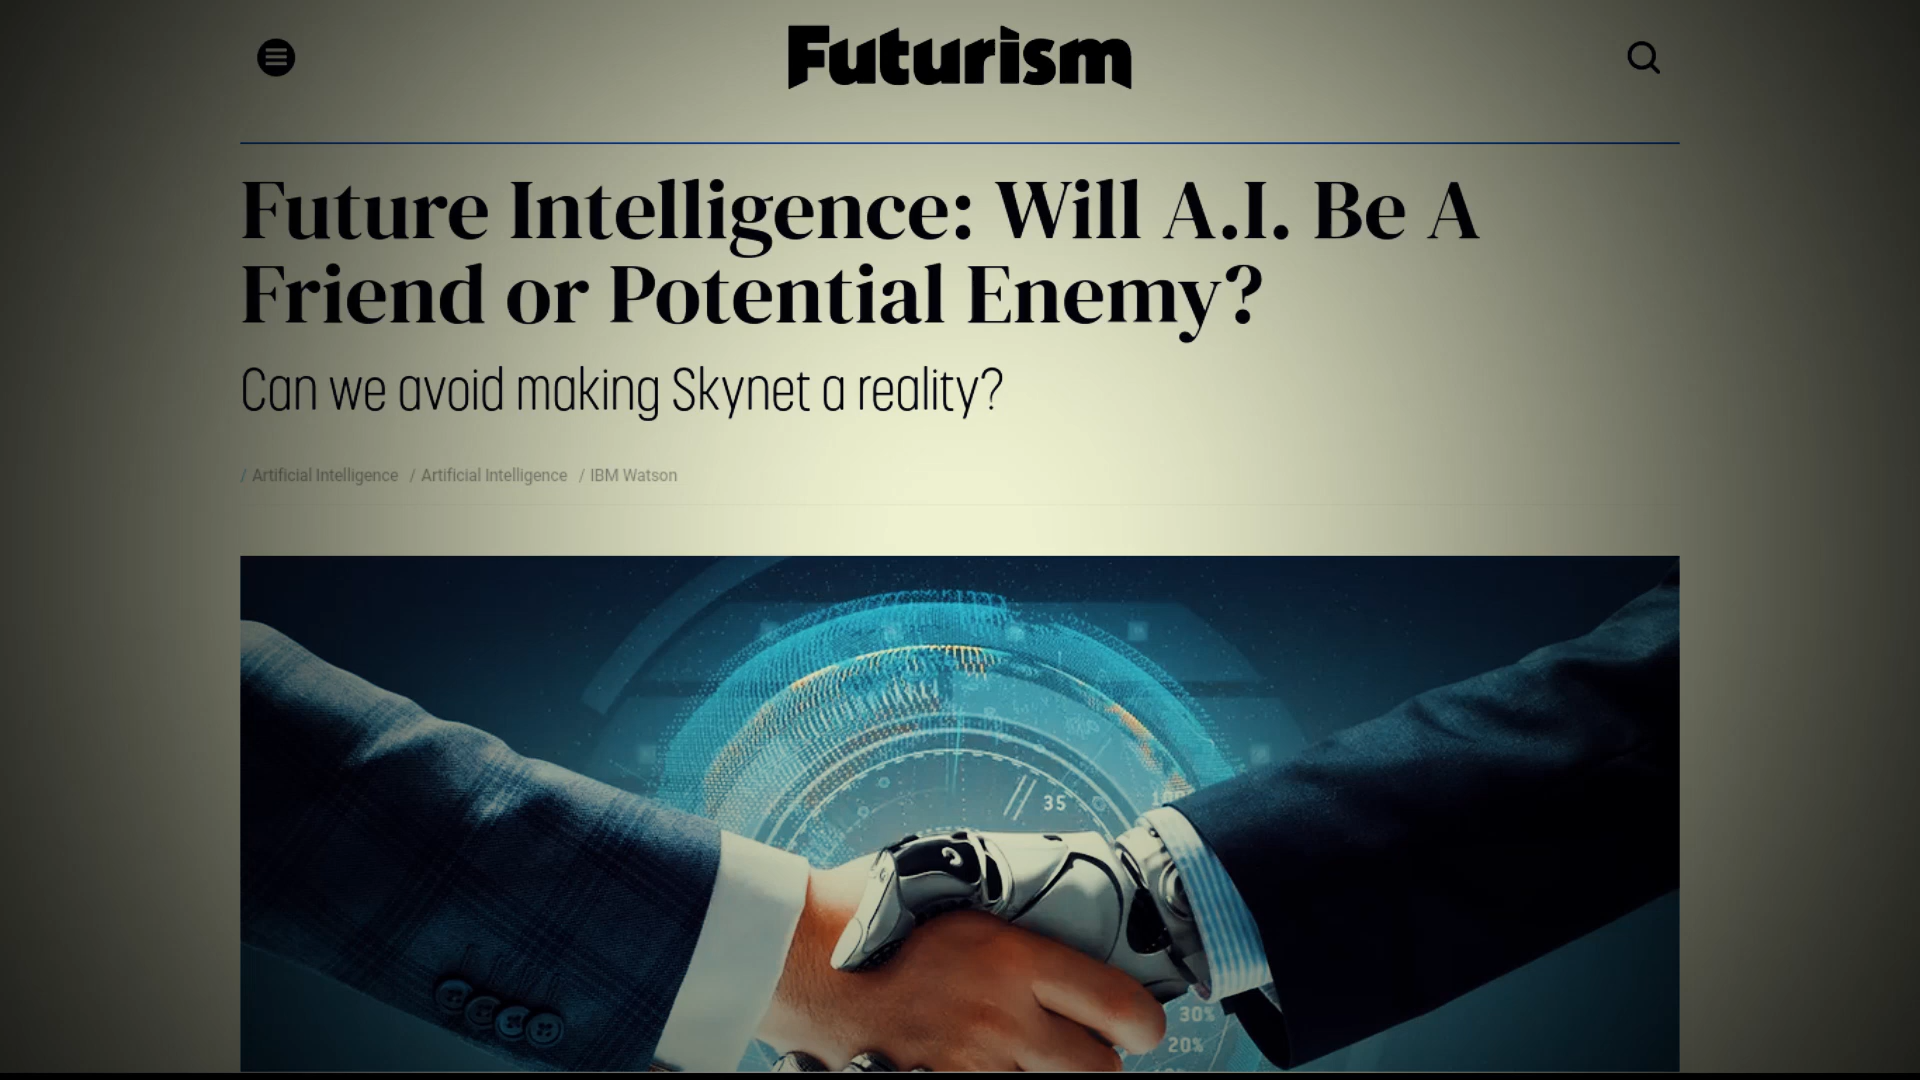 Futurism
Future Intelligence: Will A.I. Be A
Friend or Potential Enemy?
Can we avoid making Skynet a reality?
/ Artificial Intelligence / Artificial Intelligence / IBM Watson
35
30%
20%